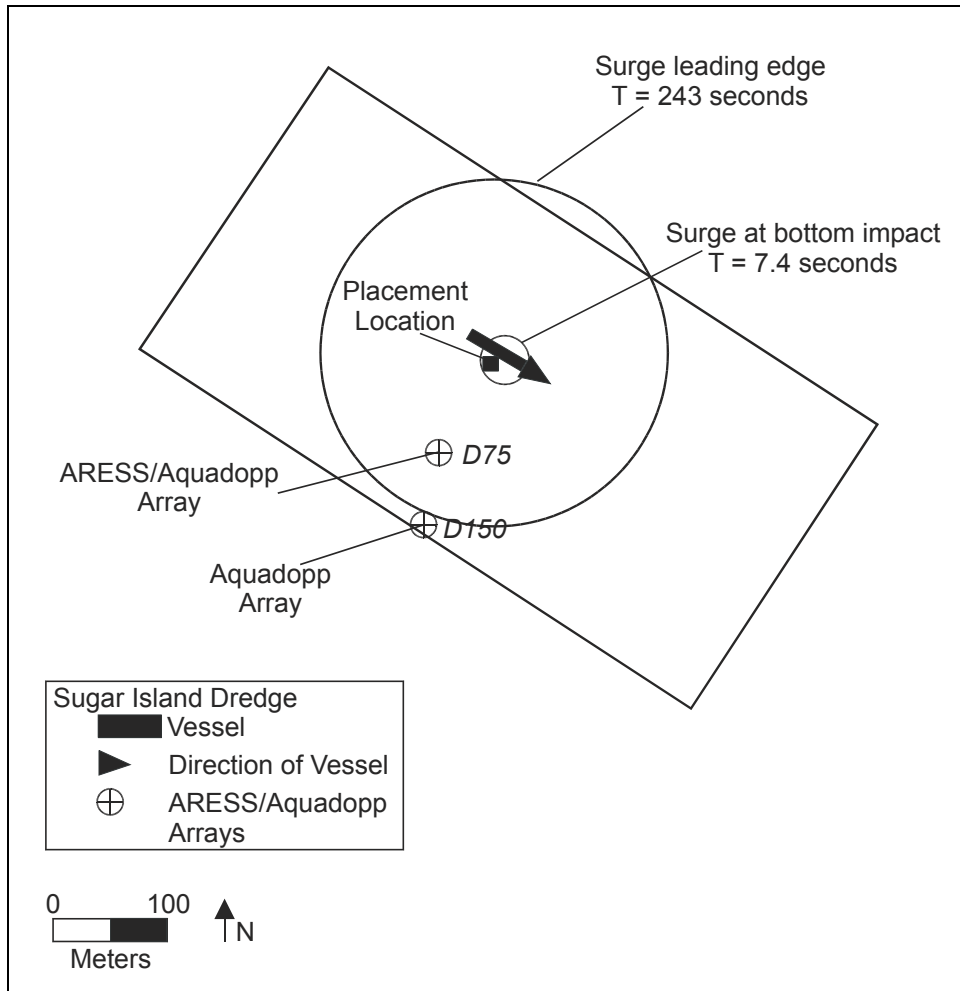 Surge leading edge
T = 243 seconds
Surge at bottom impact
T = 7.4 seconds
Placement
Location
D75
ARESS/Aquadopp
Array
D150
Aquadopp
Array
Sugar Island Dredge
Vessel
Direction of Vessel
ARESS/Aquadopp
Arrays
0 100
N
Meters